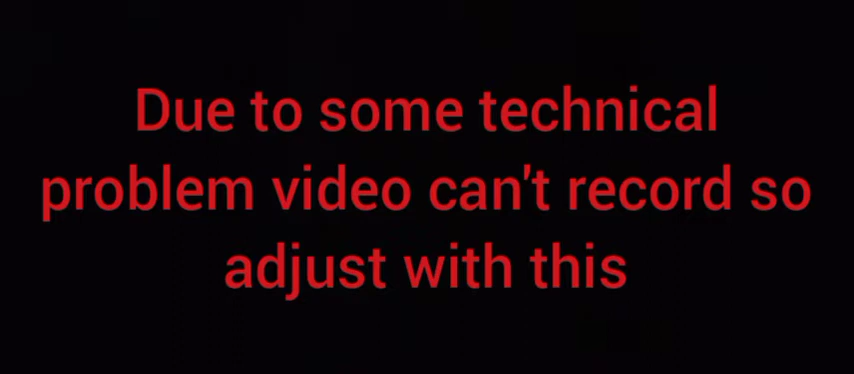 Due to some technical
problem video can't record so
adjust with this